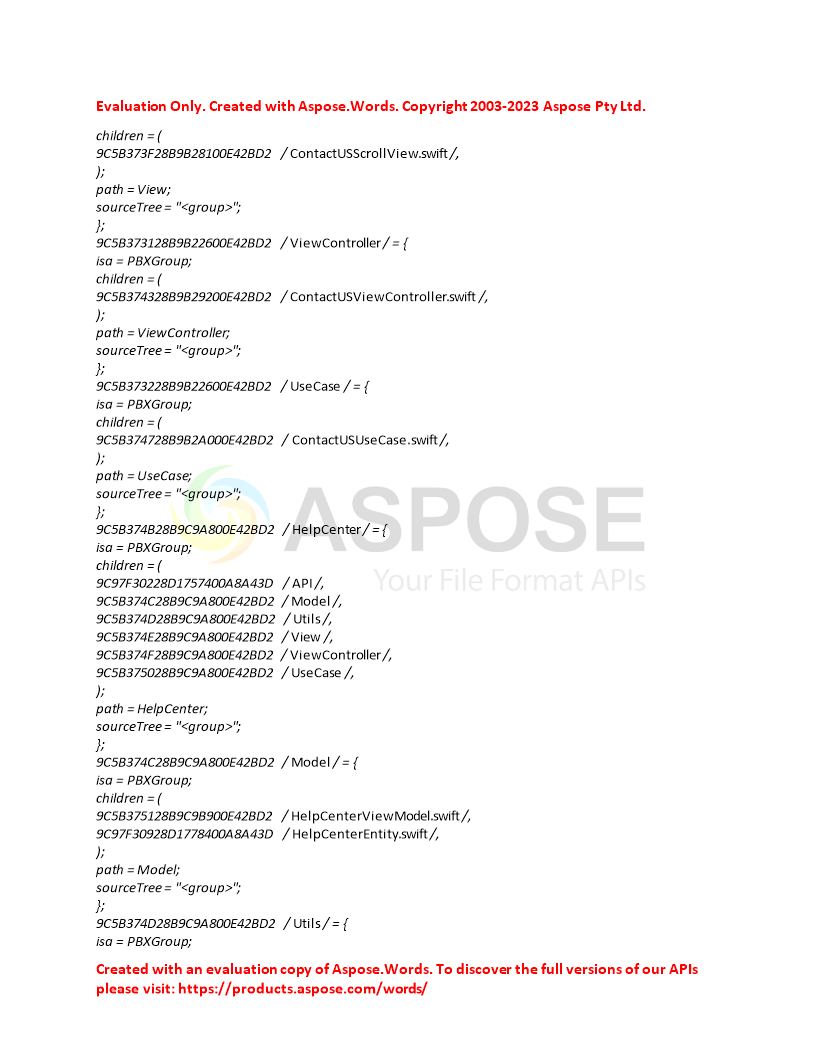 Evaluation Only. Created with Aspose.Words. Copyright 2003-2023 Aspose Pty Ltd.
children = (
9C5B373F28B9B28100E42BD2 / ContactUSScrollView.swift /,
);
path = View;
sourceTree = "<group>";
};
9C5B373128B9B22600E42BD2 / ViewController / = {
isa = PBXGroup;
children = (
9C5B374328B9B29200E42BD2 / ContactUSViewController.swift /,
);
path = ViewController;
sourceTree = "<group>";
};
9C5B373228B9B22600E42BD2 / UseCase / = {
isa = PBXGroup;
children = (
9C5B374728B9B2A000E42BD2 / ContactUSUseCase.swift /,
);
path = UseCase;
sourceTree = "<group>";
};
9C5B374B28B9C9A800E42BD2 / HelpCenter / = {
isa = PBXGroup;
children = (
9C97F30228D1757400A8A43D / API /,
9C5B374C28B9C9A800E42BD2 / Model /,
9C5B374D28B9C9A800E42BD2 / Utils /,
9C5B374E28B9C9A800E42BD2 / View /,
9C5B374F28B9C9A800E42BD2 / ViewController /,
9C5B375028B9C9A800E42BD2 / UseCase /,
);
path = HelpCenter;
sourceTree = "<group>";
};
9C5B374C28B9C9A800E42BD2 / Model / = {
isa = PBXGroup;
children = (
9C5B375128B9C9B900E42BD2 / HelpCenterViewModel.swift /,
9C97F30928D1778400A8A43D / HelpCenterEntity.swift /,
);
path = Model;
sourceTree = "<group>";
};
9C5B374D28B9C9A800E42BD2 / Utils / = {
isa = PBXGroup;
Created with an evaluation copy of Aspose.Words. To discover the full versions of our APIs
please visit: https://products.aspose.com/words/
ASPOSE
Your File Format APIs